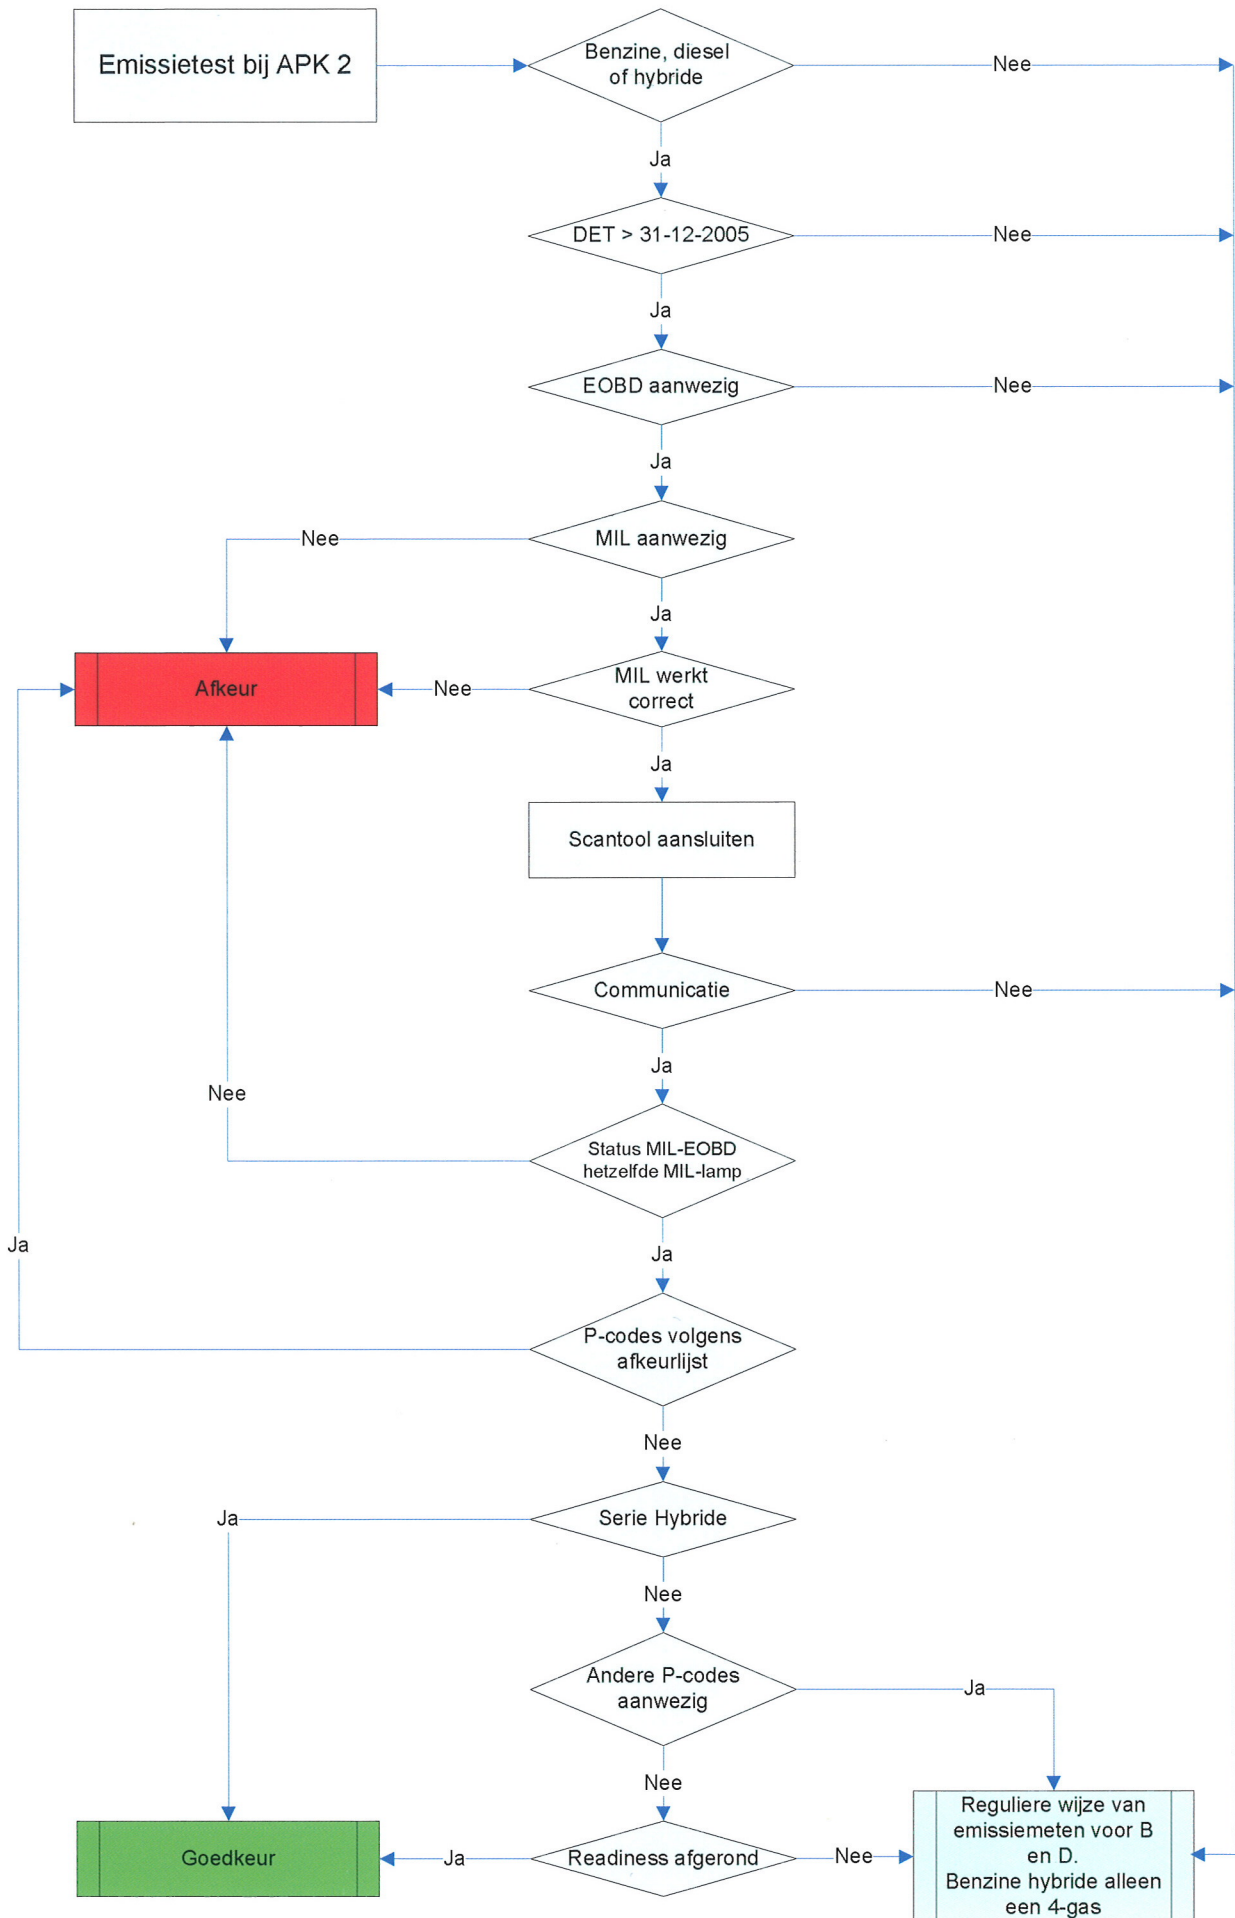 Emissietest bij APK 2
Benzine, diesel
of hybride
Nee
Ja
DET > 31-12-2005
Nee
Ja
EOBD aanwezig
Nee
Ja
MIL aanwezig
Nee
Ja
Afkeur
Nee
MIL werkt
correct
Ja
Scantool aansluiten
Communicatie
Nee
Ja
Nee
Status MIL-EOBD
hetzelfde MIL-lamp
Ja
Ja
P-codes volgens
afkeurlijst
Nee
Ja
Serie Hybride
Nee
Andere P-codes
aanwezig
Ja
Nee
Goedkeur
Ja
Readiness afgerond
Nee
Reguliere wijze van
emissiemeten voor B
en D.
Benzine hybride alleen
een 4-gas